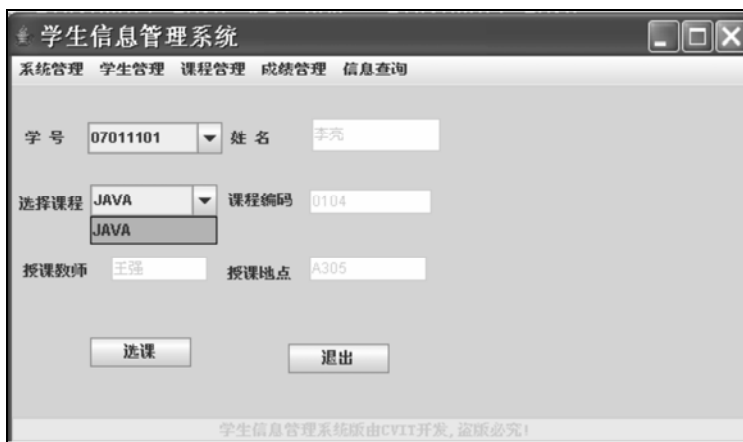 学生信息管理系统
系统管理 学生管理 课程管理 成绩管理 信息查询
学 号 07011101 姓 名 李亮
选择课程 JAVA 课程编码 0104
JAVA
授课教师 王强 授课地点 A305
选课 退出
学生信息管理系统版由CVIT开发,盗版必究!